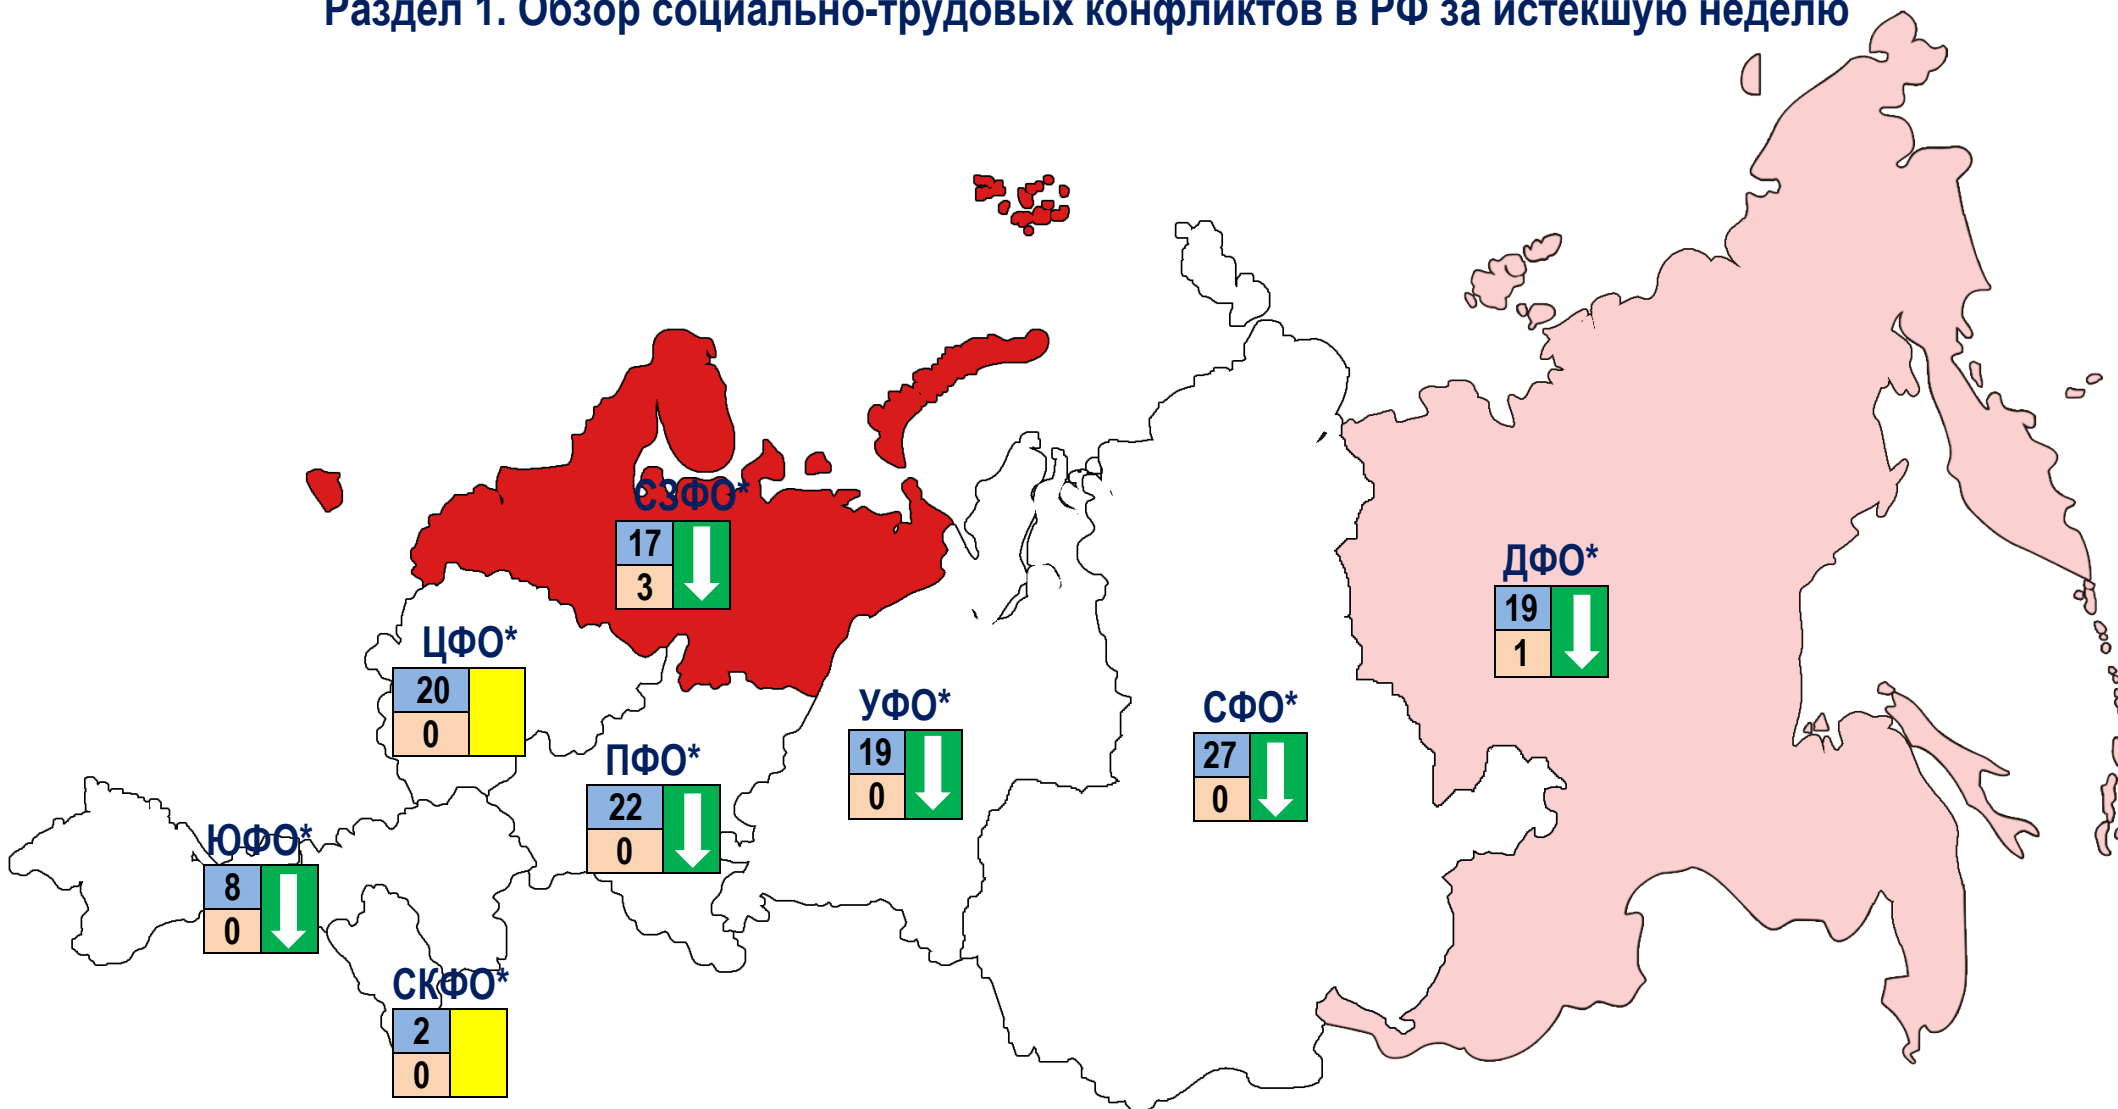 Раздел 1. Обзор социально-трудовых конфликтов в РФ за истекшую неделю
СЗФО*
17
3
ДФО*
19
1
ЦФО*
20
0
УФО*
19
0
СФО*
27
0
ПФО*
22
0
ЮФО*
8
0
СКФО*
2
0